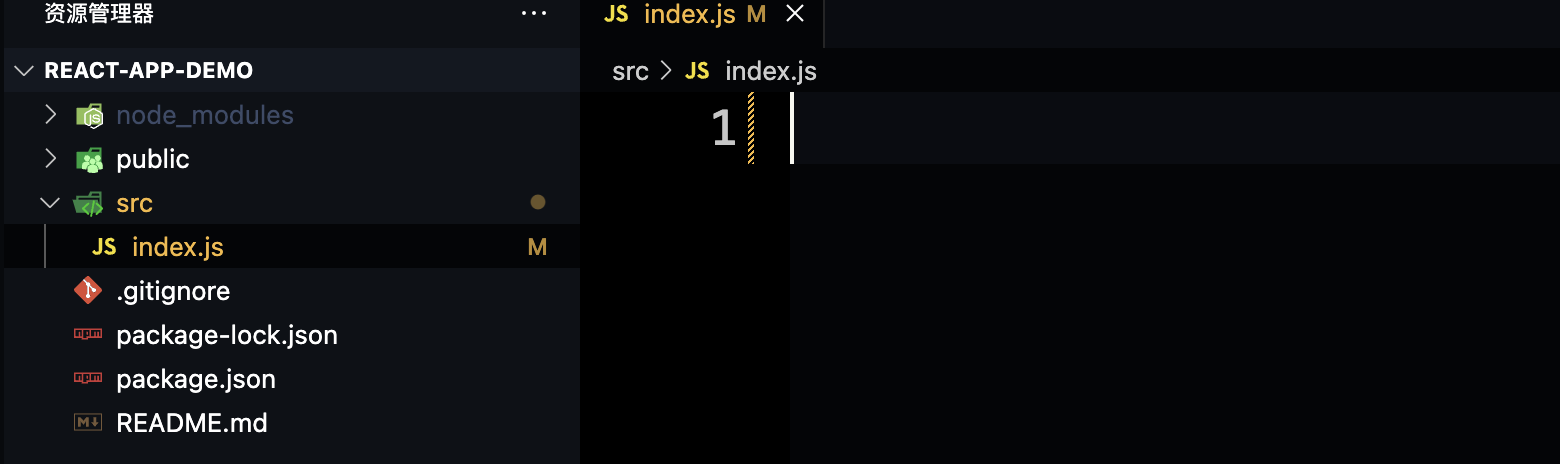 资源管理器 ···
JS index.js M ×
REACT-APP-DEMO
src > JS index.js
node_modules
1
public
src
JS index.js M
.gitignore
package-lock.json
package.json
README.md